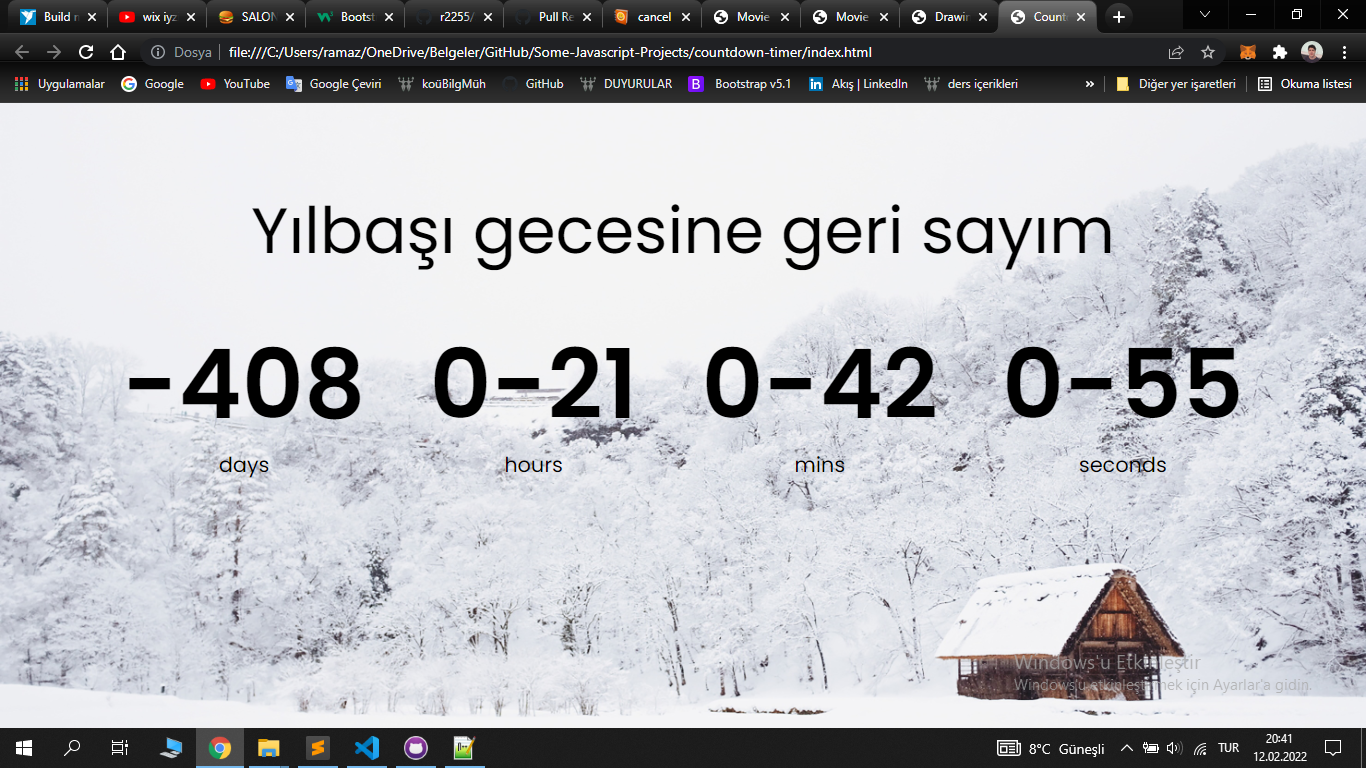 Build n
wix iyz
SALON
Bootst
r2255/
Pull Re
cancel
Movie
Movie
Drawin
Count
Dosya
file:///C:/Users/ramaz/OneDrive/Belgeler/GitHub/Some-Javascript-Projects/countdown-timer/index.html
Uygulamalar
Google
YouTube
Google Çeviri
koüBilgMüh
GitHub
DUYURULAR
Bootstrap v5.1
Akış | LinkedIn
ders içerikleri
»
Diğer yer işaretleri
Okuma listesi
Yılbaşı gecesine geri sayım
-408 0-21 0-42 0-55
days hours mins seconds
Windows'u Etkinleştir
Windows'u etkinleştirmek için Ayarlar'a gidin.
8°C Güneşli
TUR
20:41
12.02.2022